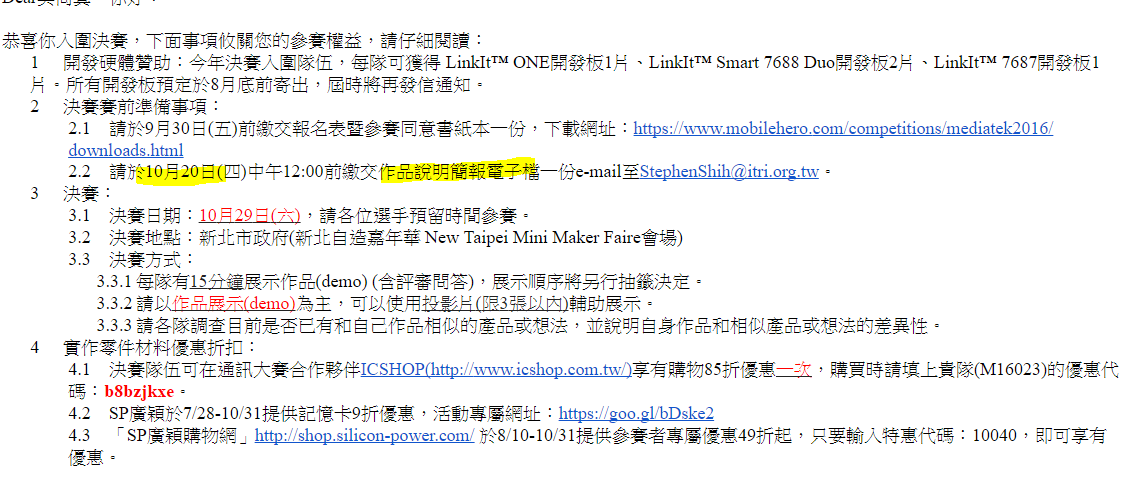 恭喜你入圍決賽，下面事項攸關您的參賽權益，請仔細閱讀：
1 開發硬體贊助：今年決賽入圍隊伍，每隊可獲得 LinkIt™ ONE開發板1片、LinkIt™ Smart 7688 Duo開發板2片、LinkIt™ 7687開發板1
片。所有開發板預定於8月底前寄出，屆時將再發信通知。
2 決賽賽前準備事項：
2.1 請於9月30日(五)前繳交報名表暨參賽同意書紙本一份，下載網址：https://www.mobilehero.com/competitions/mediatek2016/
downloads.html
2.2 請於10月20日(四)中午12:00前繳交作品說明簡報電子檔一份e-mail至StephenShih@itri.org.tw。
3 決賽：
3.1 決賽日期：10月29日(六)，請各位選手預留時間參賽。
3.2 決賽地點：新北市政府(新北自造嘉年華 New Taipei Mini Maker Faire會場)
3.3 決賽方式：
3.3.1 每隊有15分鐘展示作品(demo) (含評審問答)，展示順序將另行抽籤決定。
3.3.2 請以作品展示(demo)為主，可以使用投影片(限3張以內)輔助展示。
3.3.3 請各隊調查目前是否已有和自己作品相似的產品或想法，並說明自身作品和相似產品或想法的差異性。
4 實作零件材料優惠折扣：
4.1 決賽隊伍可在通訊大賽合作夥伴ICSHOP(http://www.icshop.com.tw/)享有購物85折優惠一次，購買時請填上貴隊(M16023)的優惠代
碼：b8bzjkxe。
4.2 SP廣穎於7/28-10/31提供記憶卡9折優惠，活動專屬網址：https://goo.gl/bDske2
4.3 「SP廣穎購物網」http://shop.silicon-power.com/ 於8/10-10/31提供參賽者專屬優惠49折起，只要輸入特惠代碼：10040，即可享有
優惠。